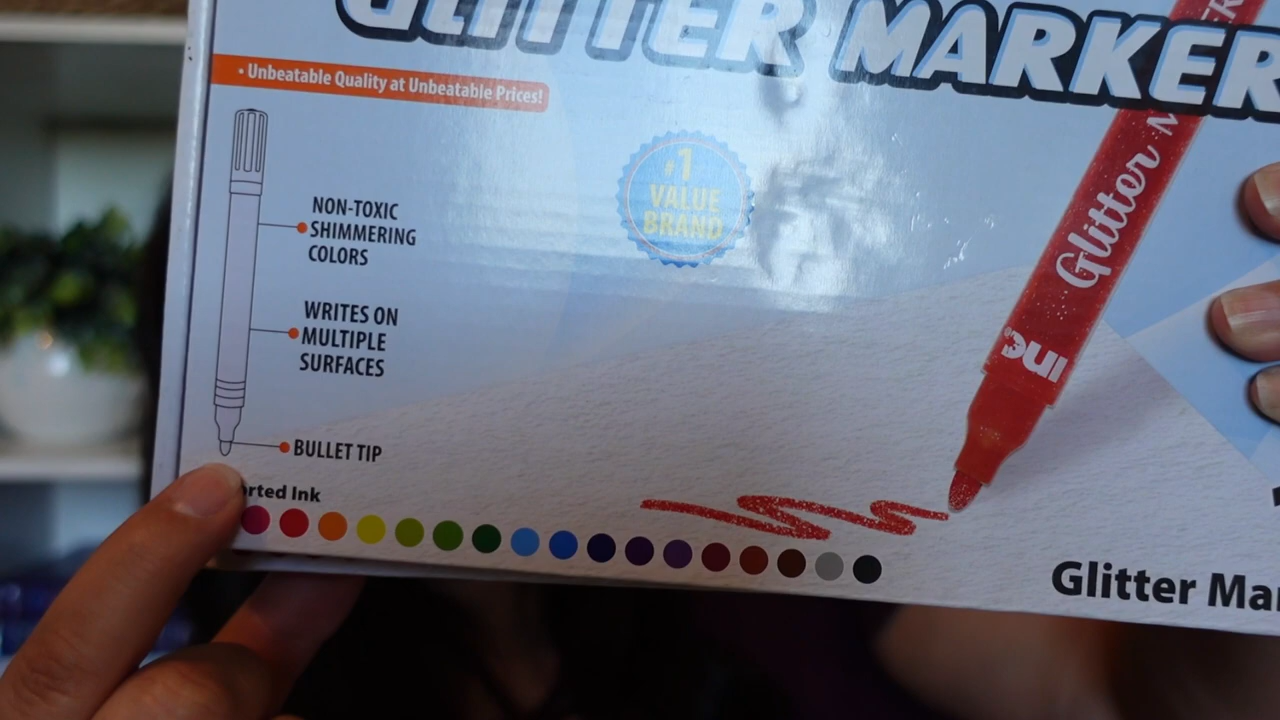 GLITTER MARKER
• Unbeatable Quality at Unbeatable Prices!
#1
VALUE
BRAND
NON-TOXIC
SHIMMERING
COLORS
WRITES ON
MULTIPLE
SURFACES
BULLET TIP
Glitter
inc
rted Ink
Glitter Ma